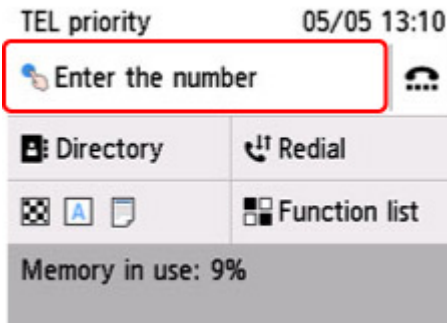 TEL priority 05/05 13:10
Enter the number
Directory Redial
A Function list
Memory in use: 9%